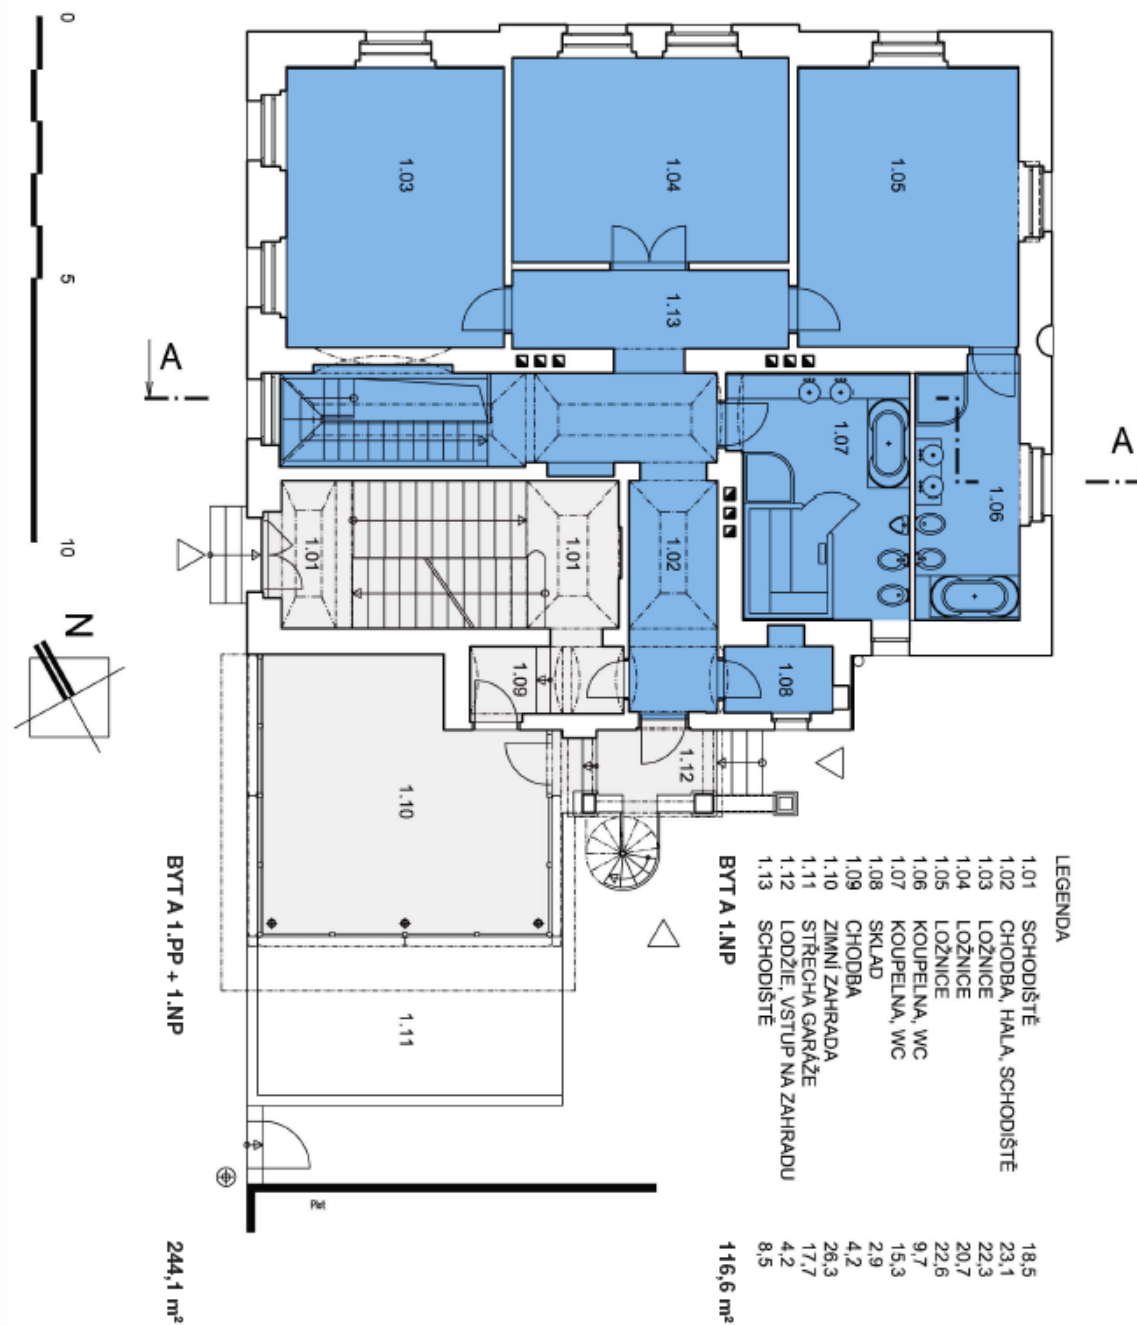 LEGENDA
1.01 SCHODIŠTĚ 18,5
1.02 CHODBA, HALA, SCHODIŠTĚ 23,1
1.03 LOŽNICE 22,3
1.04 LOŽNICE 20,7
1.05 LOŽNICE 22,6
1.06 KOUPELNA, WC 9,7
1.07 KOUPELNA, WC 15,3
1.08 SKLAD 2,9
1.09 CHODBA 4,2
1.10 ZIMNÍ ZAHRADA 26,3
1.11 STŘECHA GARÁŽE 17,7
1.12 LODŽIE, VSTUP NA ZAHRADU 4,2
1.13 SCHODIŠTĚ 8,5
BYT A 1.NP 116,6 m²
BYT A 1.PP + 1.NP 244,1 m²
0
5
10
N
A
A
1.03
1.04
1.05
1.13
1.07
1.06
1.01
1.01
1.02
1.09
1.08
1.12
1.10
1.11
Plot